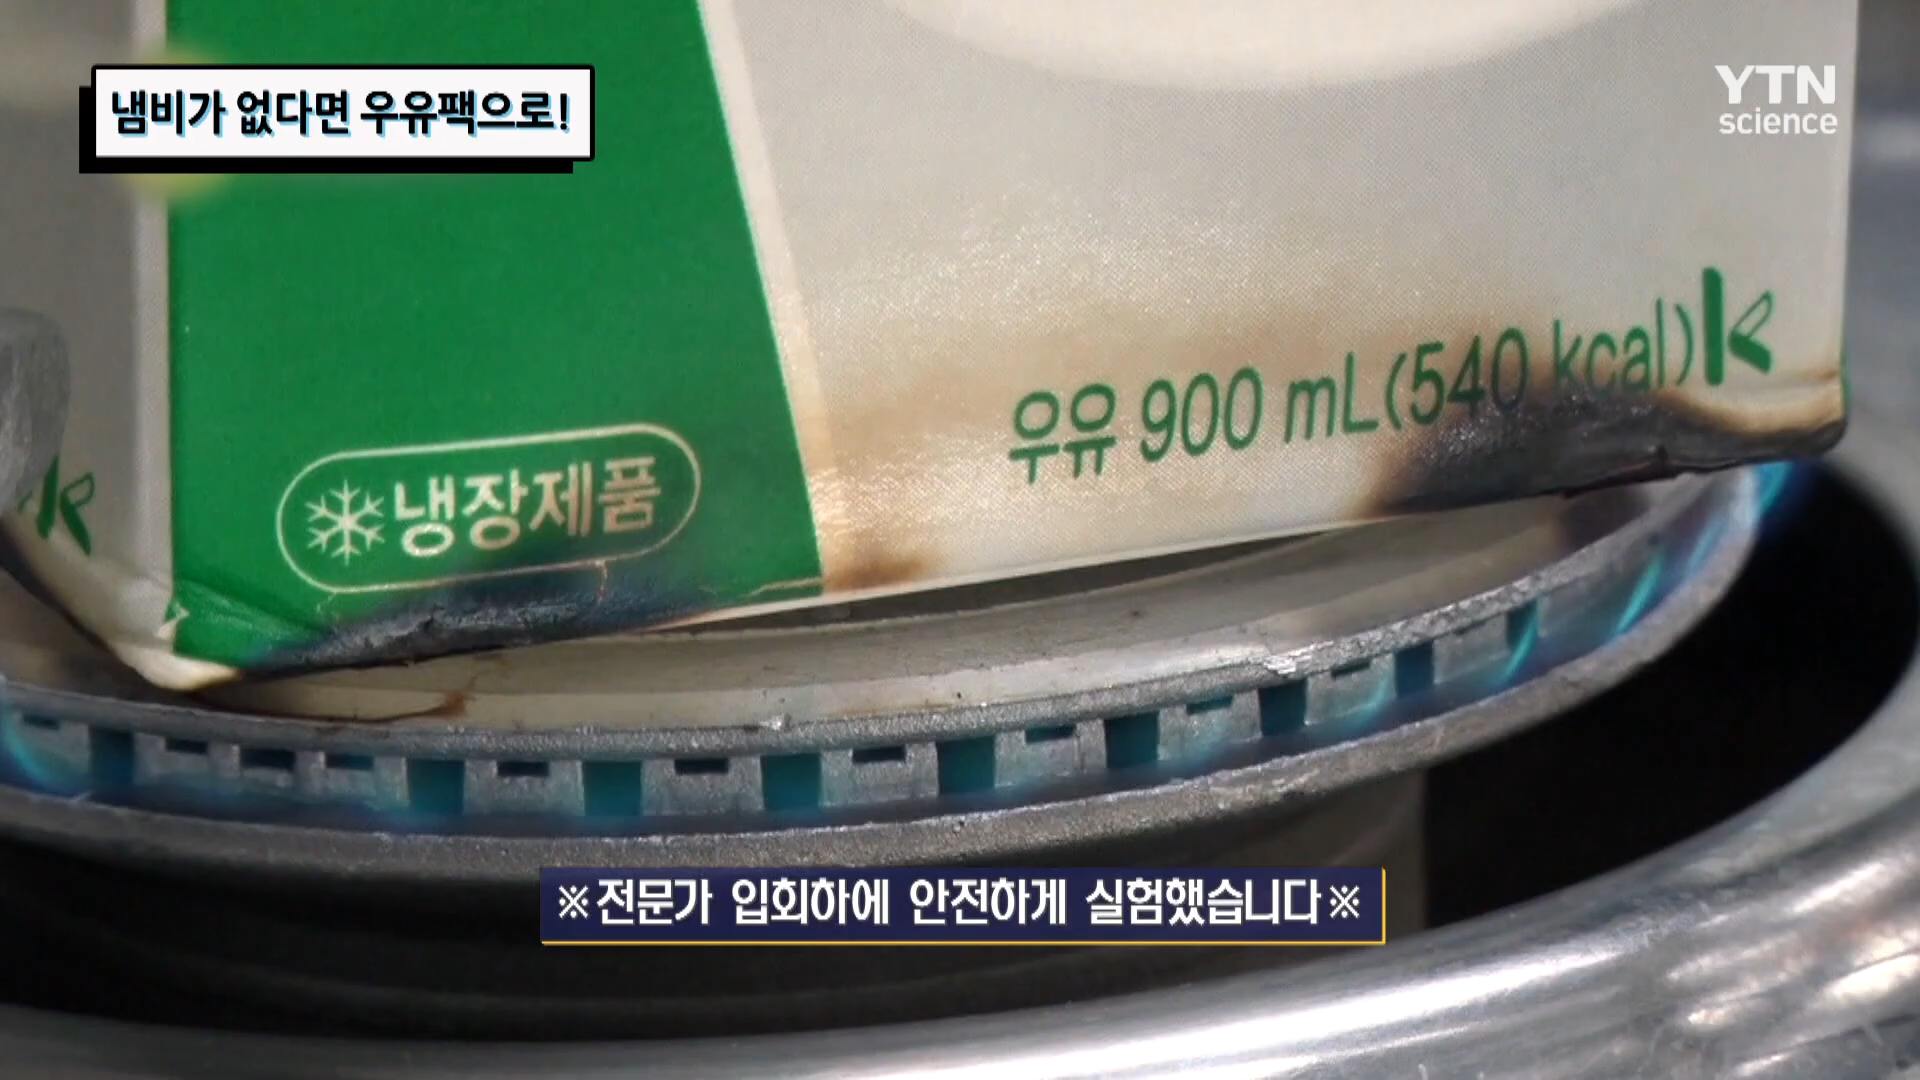 냄비가 없다면 우유팩으로!
YTN
science
우유 900 mL(540 kcal)
냉장제품
※전문가 입회하에 안전하게 실험했습니다※